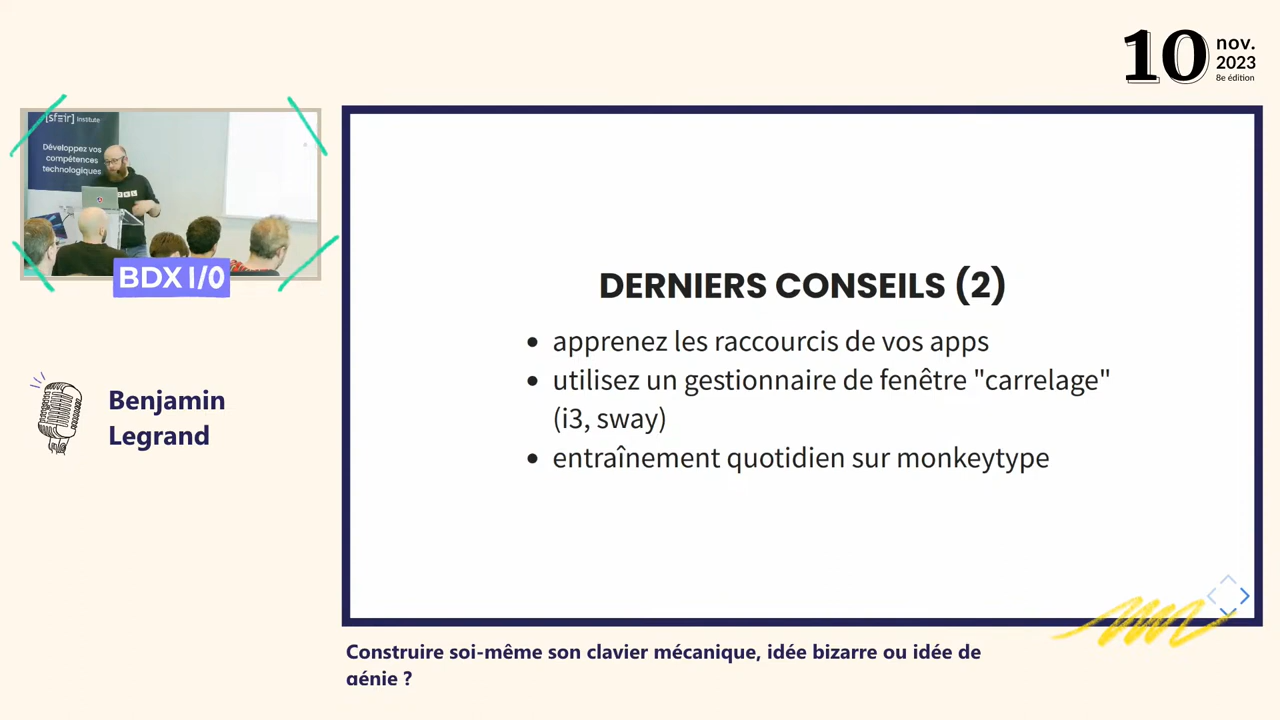 10 nov.
2023
8e édition
[sfeir] Institute
Développez vos
compétences
technologiques
BDX I/O
Benjamin
Legrand
DERNIERS CONSEILS (2)
• apprenez les raccourcis de vos apps
• utilisez un gestionnaire de fenêtre "carrelage"
(i3, sway)
• entraînement quotidien sur monkeytype
Construire soi-même son clavier mécanique, idée bizarre ou idée de
génie ?